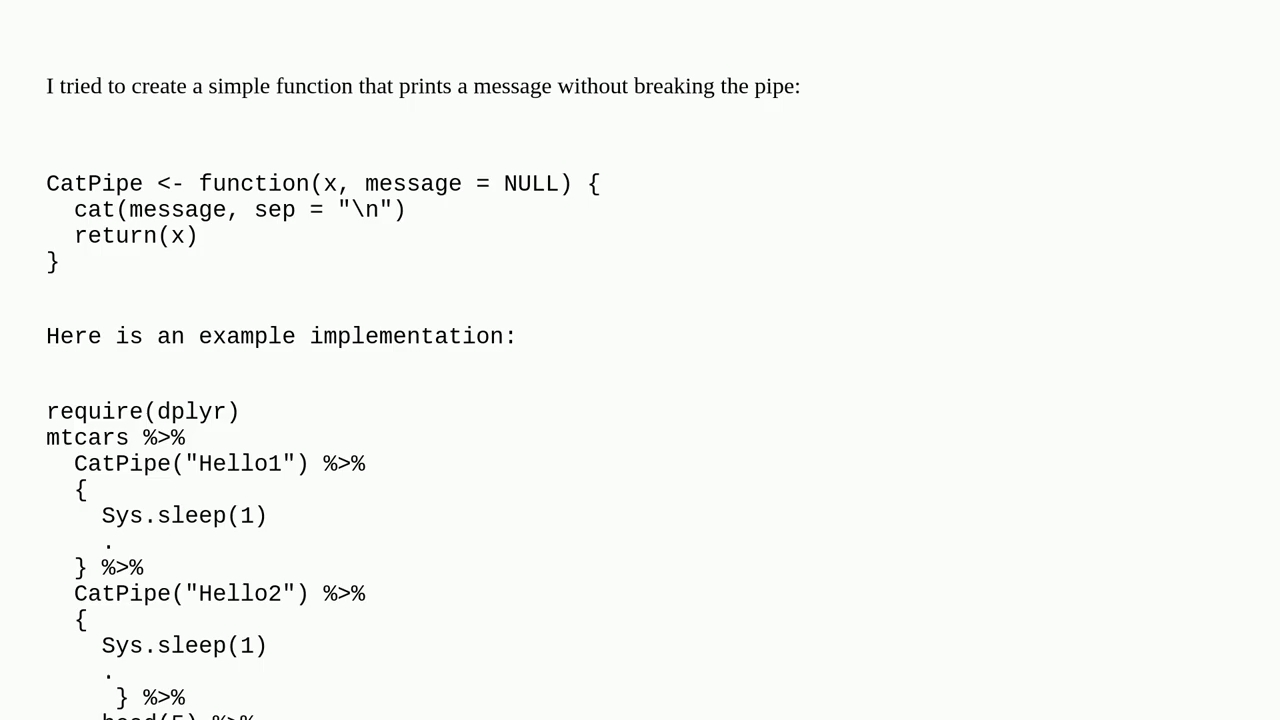 I tried to create a simple function that prints a message without breaking the pipe:
CatPipe <- function(x, message = NULL) {
  cat(message, sep = "\n")
  return(x)
}
Here is an example implementation:
require(dplyr)
mtcars %>%
  CatPipe("Hello1") %>%
  {
    Sys.sleep(1)
    .
  } %>%
  CatPipe("Hello2") %>%
  {
    Sys.sleep(1)
    .
     } %>%
    head(5) %>%